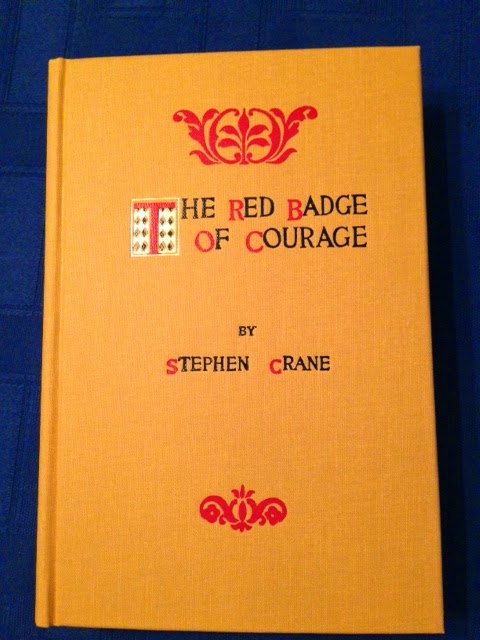 THE RED BADGE
OF COURAGE
BY
STEPHEN CRANE